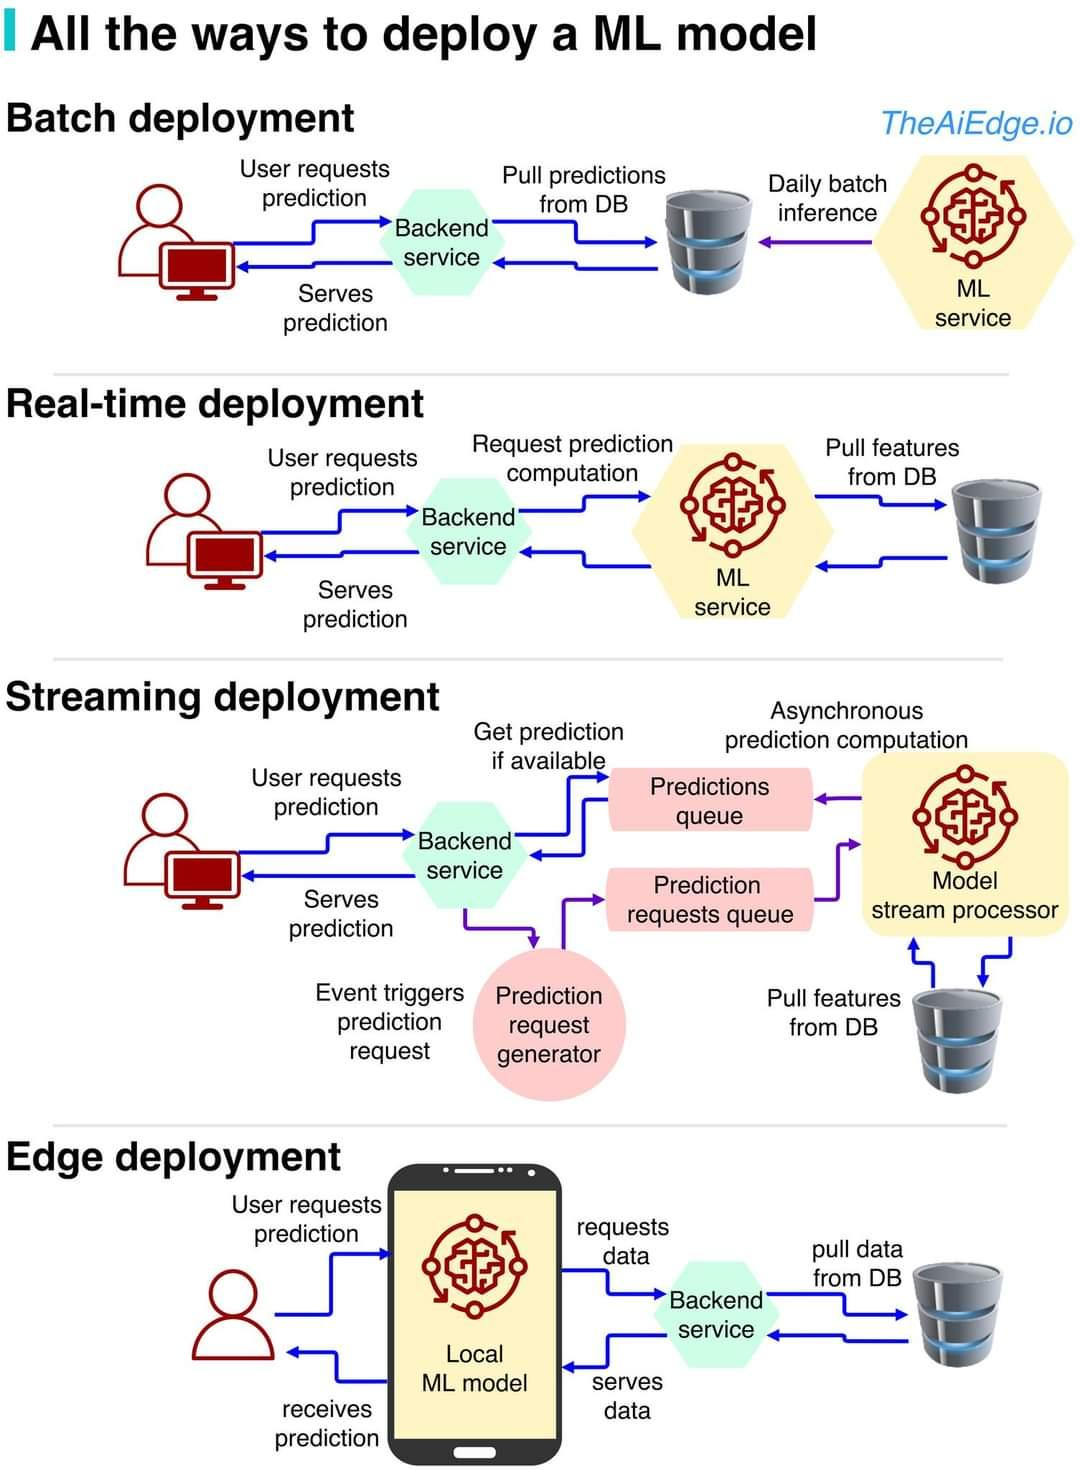 All the ways to deploy a ML model
Batch deployment
TheAiEdge.io
User requests
prediction
Pull predictions
from DB
Daily batch
inference
Backend
service
Serves
prediction
ML
service
Real-time deployment
User requests
prediction
Request prediction
computation
Pull features
from DB
Backend
service
Serves
prediction
ML
service
Streaming deployment
Get prediction
if available
Asynchronous
prediction computation
User requests
prediction
Predictions
queue
Backend
service
Prediction
requests queue
Model
stream processor
Serves
prediction
Event triggers
prediction
request
Prediction
request
generator
Pull features
from DB
Edge deployment
User requests
prediction
requests
data
pull data
from DB
Backend
service
Local
ML model
serves
data
receives
prediction